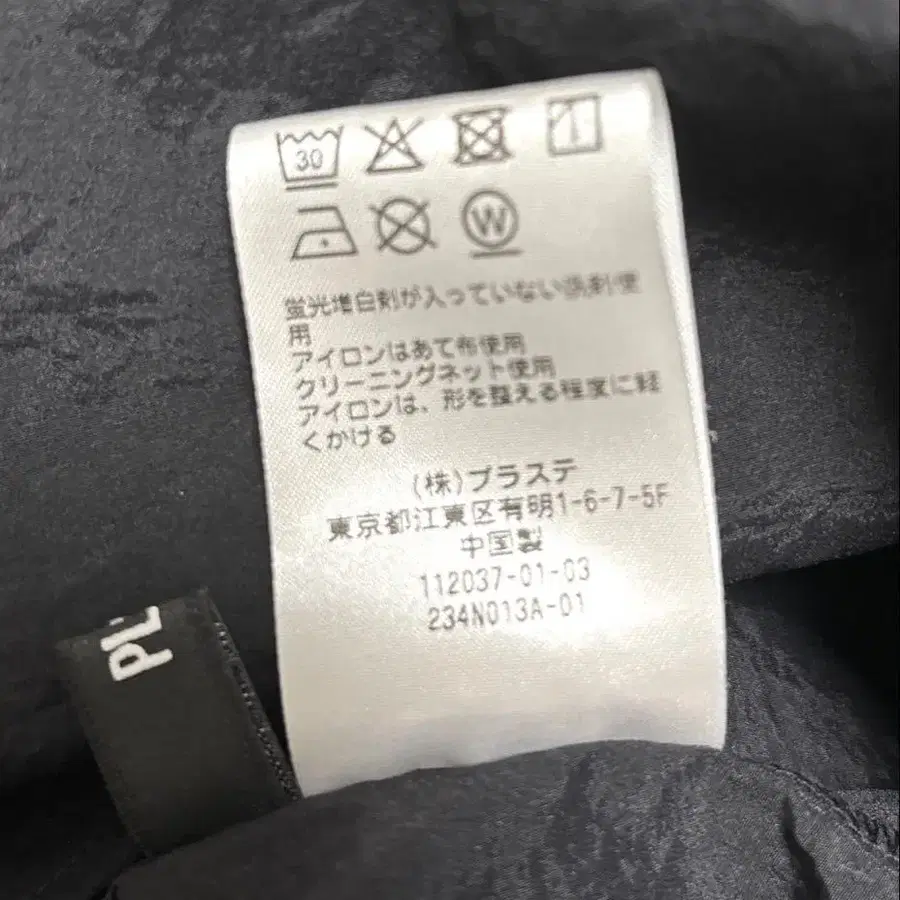 30
W
蛍光増白剤が入っていない洗剤使
用
アイロンはあて布使用
クリーニングネット使用
アイロンは、形を整える程度に軽
くかける
(株)プラステ
東京都江東区有明1-6-7-5F
中国製
112037-01-03
234N013A-01
PL